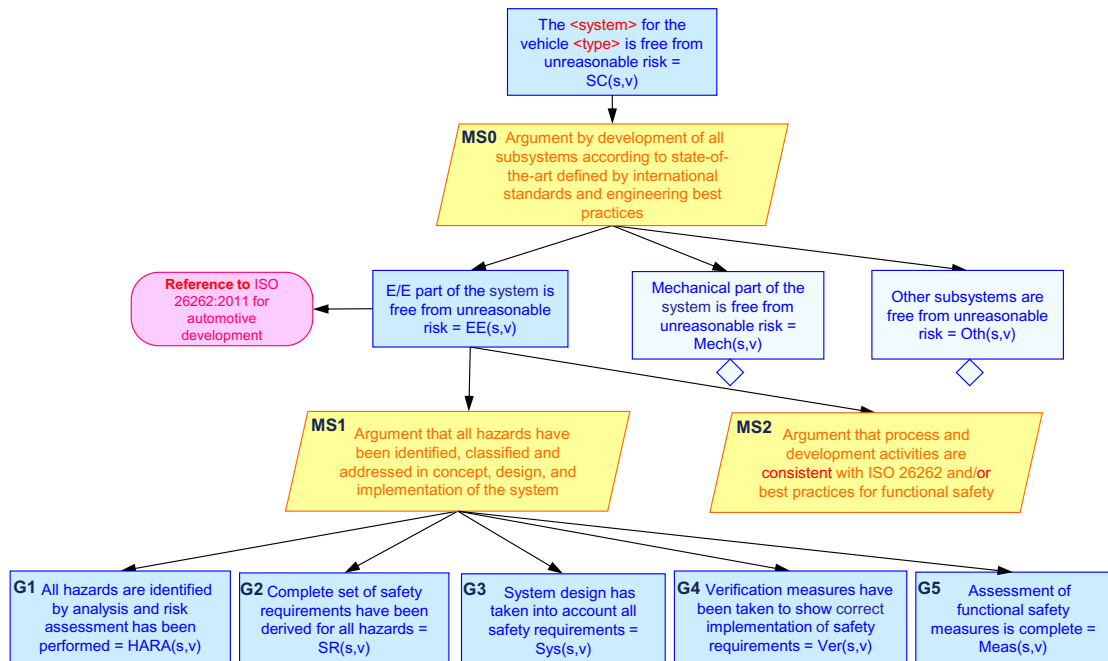 The <system> for the
vehicle <type> is free from
unreasonable risk =
SC(s,v)
MS0
Argument by development of all
subsystems according to state-of-
the-art defined by international
standards and engineering best
practices
Reference to ISO
26262:2011 for
automotive
development
E/E part of the system is
free from unreasonable
risk = EE(s,v)
Mechanical part of the
system is free from
unreasonable risk =
Mech(s,v)
Other subsystems are
free from unreasonable
risk = Oth(s,v)
MS1
Argument that all hazards have
been identified, classified and
addressed in concept, design, and
implementation of the system
MS2
Argument that process and
development activities are
consistent with ISO 26262 and/or
best practices for functional safety
G1
All hazards are identified
by analysis and risk
assessment has been
performed = HARA(s,v)
G2
Complete set of safety
requirements have been
derived for all hazards =
SR(s,v)
G3
System design has
taken into account all
safety requirements =
Sys(s,v)
G4
Verification measures have
been taken to show correct
implementation of safety
requirements = Ver(s,v)
G5
Assessment of
functional safety
measures is complete =
Meas(s,v)